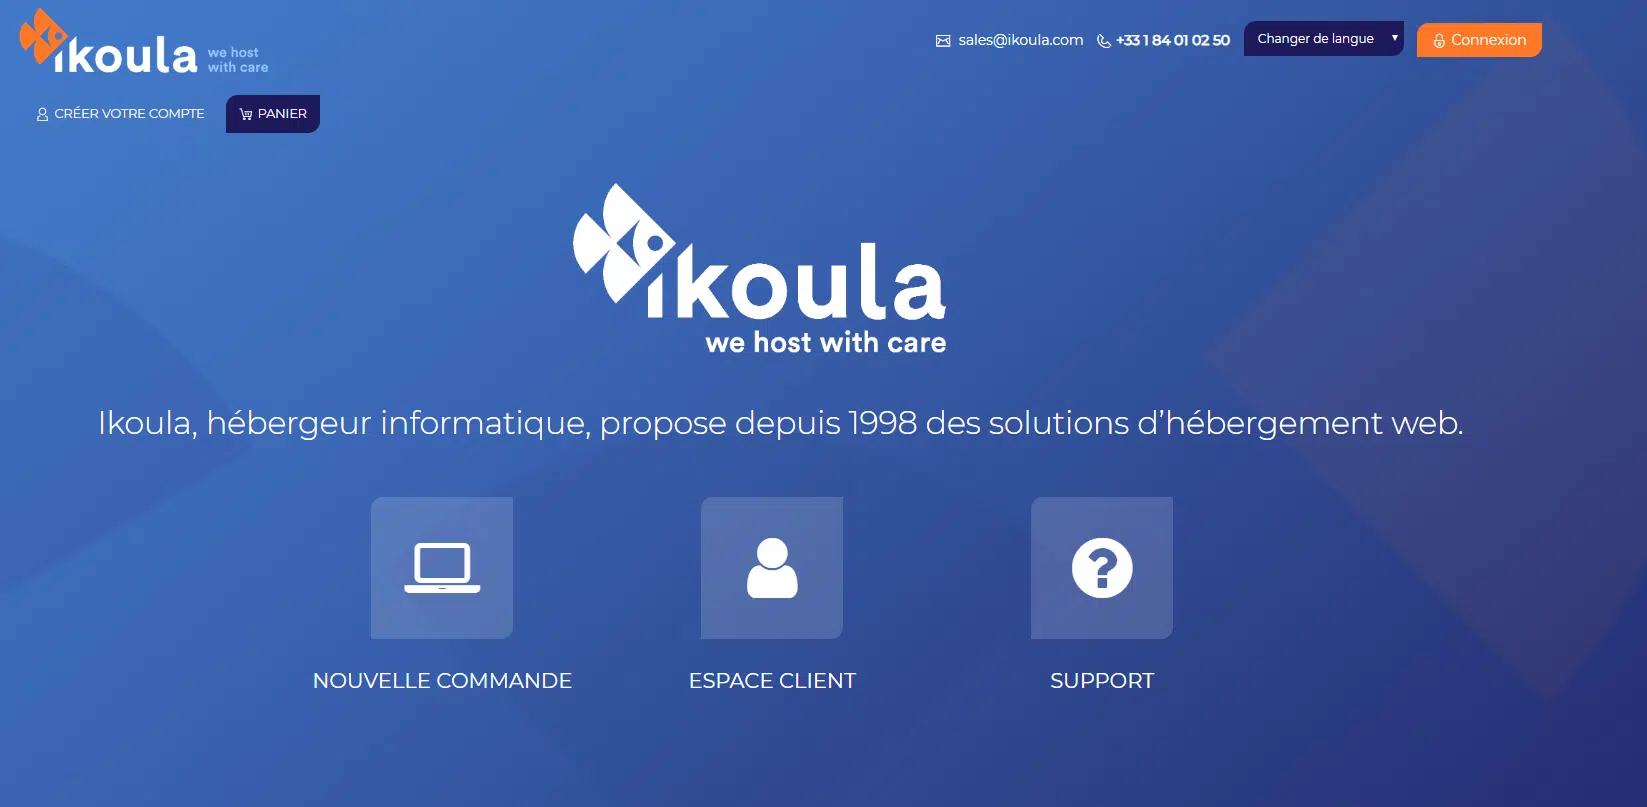 ikoula we host
with care
sales@ikoula.com +33 1 84 01 02 50 Changer de langue Connexion
CRÉER VOTRE COMPTE PANIER
ikoula
we host with care
Ikoula, hébergeur informatique, propose depuis 1998 des solutions d’hébergement web.
NOUVELLE COMMANDE ESPACE CLIENT SUPPORT